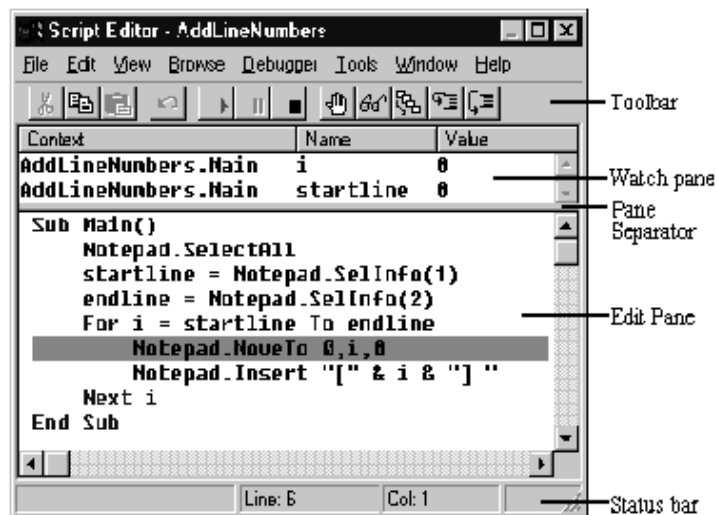 Script Editor - AddLineNumbers
File Edit View Browse Debugger Tools Window Help
Toolbar
Context Name Value
AddLineNumbers.Main i 0
AddLineNumbers.Main startline 0
Watch pane
Pane
Separator
Sub Main()
Notepad.SelectAll
startline = Notepad.SelInfo(1)
endline = Notepad.SelInfo(2)
For i = startline To endline
Notepad.MoveTo 0,i,0
Notepad.Insert "[" & i & "] "
Next i
End Sub
Edit Pane
Line: 6 Col: 1
Status bar